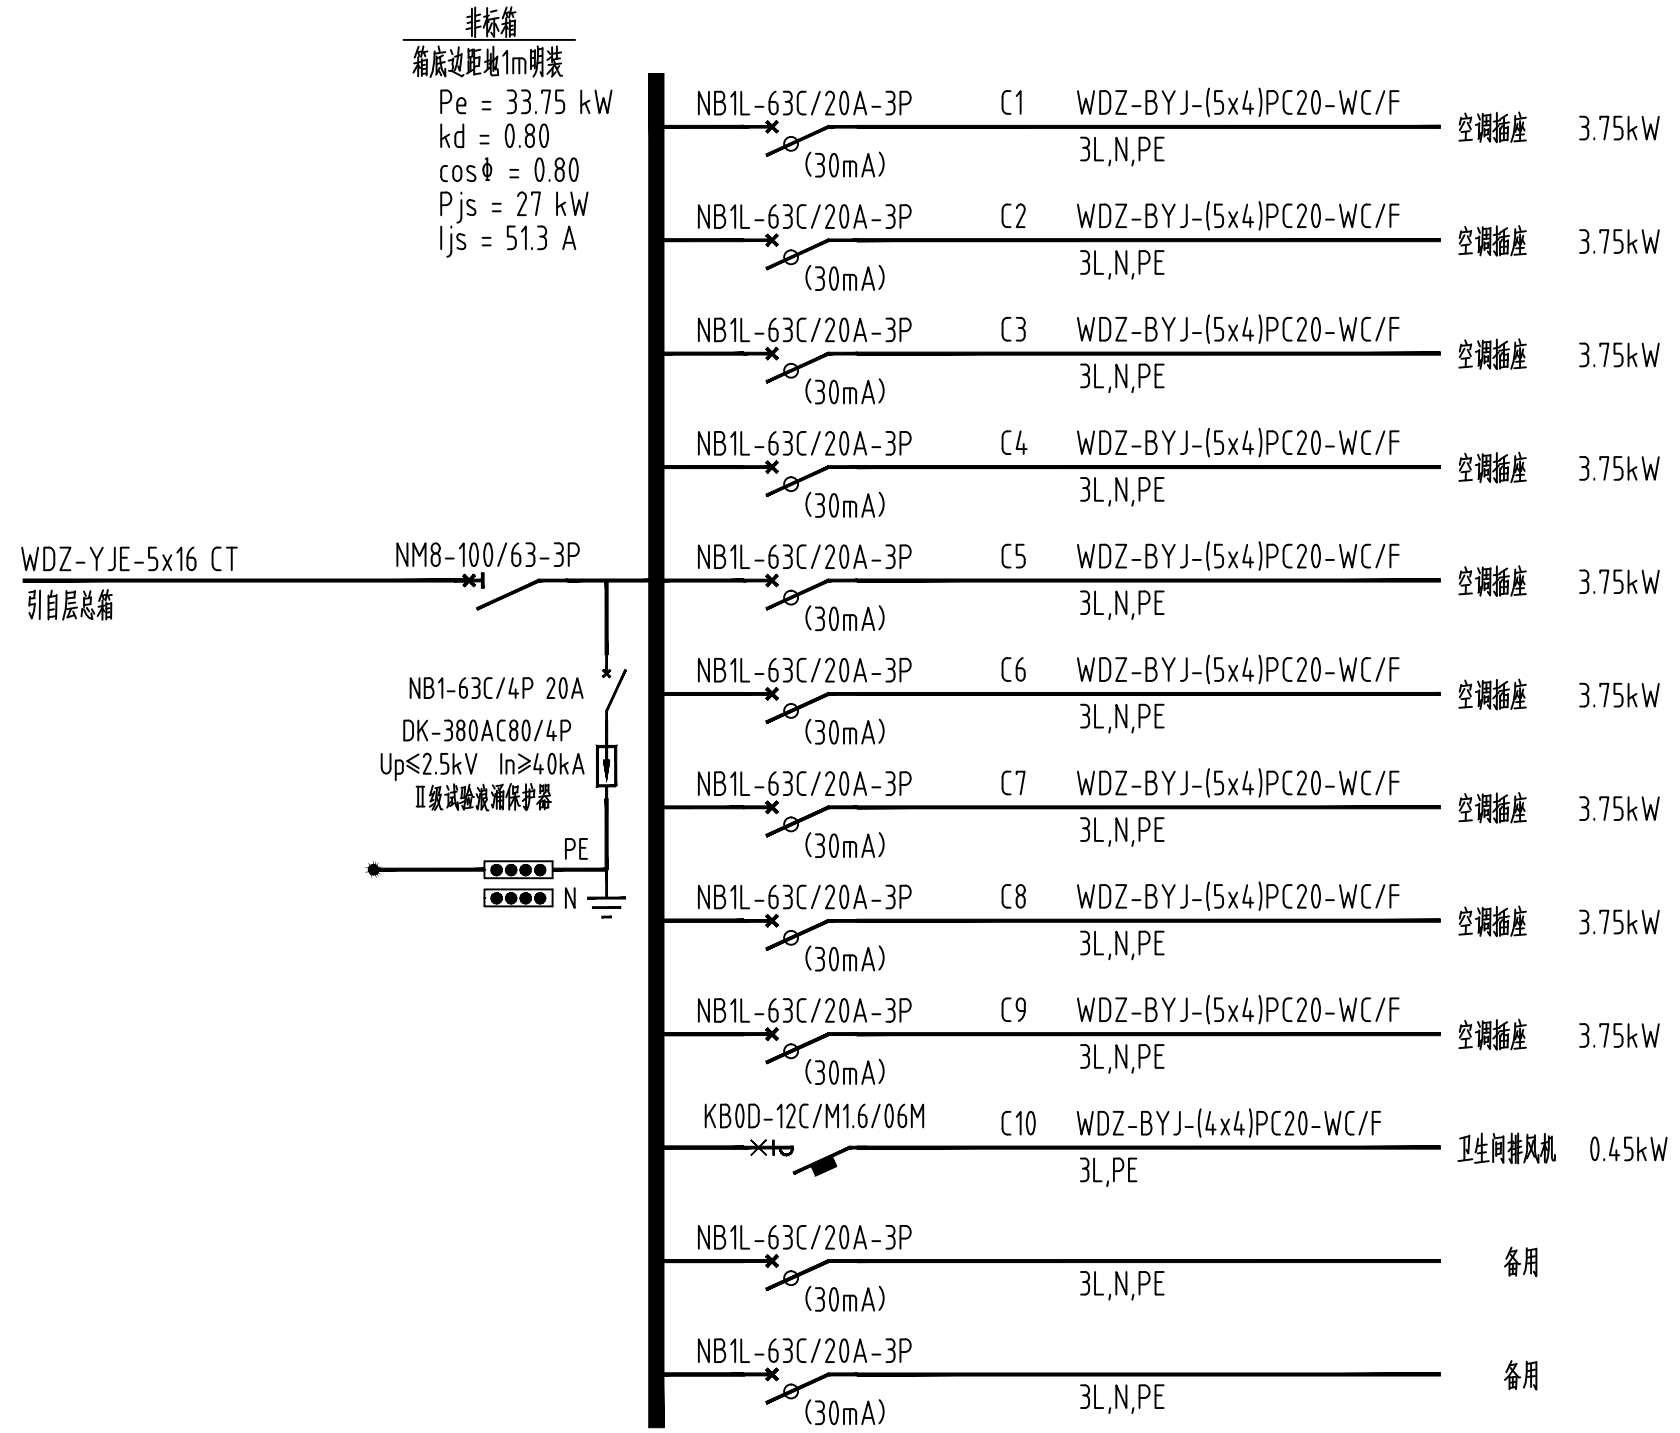 非标箱
箱底边距地1m明装
Pe = 33.75 kW
kd = 0.80
cosΦ = 0.80
Pjs = 27 kW
Ijs = 51.3 A
WDZ-YJE-5x16 CT
引自层总箱
NM8-100/63-3P
NB1-63C/4P 20A
DK-380AC80/4P
Up≤2.5kV In≥40kA
Ⅱ级试验浪涌保护器
PE
N
NB1L-63C/20A-3P C1 WDZ-BYJ-(5x4)PC20-WC/F
空调插座 3.75kW
(30mA) 3L,N,PE
NB1L-63C/20A-3P C2 WDZ-BYJ-(5x4)PC20-WC/F
空调插座 3.75kW
(30mA) 3L,N,PE
NB1L-63C/20A-3P C3 WDZ-BYJ-(5x4)PC20-WC/F
空调插座 3.75kW
(30mA) 3L,N,PE
NB1L-63C/20A-3P C4 WDZ-BYJ-(5x4)PC20-WC/F
空调插座 3.75kW
(30mA) 3L,N,PE
NB1L-63C/20A-3P C5 WDZ-BYJ-(5x4)PC20-WC/F
空调插座 3.75kW
(30mA) 3L,N,PE
NB1L-63C/20A-3P C6 WDZ-BYJ-(5x4)PC20-WC/F
空调插座 3.75kW
(30mA) 3L,N,PE
NB1L-63C/20A-3P C7 WDZ-BYJ-(5x4)PC20-WC/F
空调插座 3.75kW
(30mA) 3L,N,PE
NB1L-63C/20A-3P C8 WDZ-BYJ-(5x4)PC20-WC/F
空调插座 3.75kW
(30mA) 3L,N,PE
NB1L-63C/20A-3P C9 WDZ-BYJ-(5x4)PC20-WC/F
空调插座 3.75kW
(30mA) 3L,N,PE
KB0D-12C/M1.6/06M C10 WDZ-BYJ-(4x4)PC20-WC/F
卫生间排风机 0.45kW
3L,PE
NB1L-63C/20A-3P
备用
(30mA) 3L,N,PE
NB1L-63C/20A-3P
备用
(30mA) 3L,N,PE